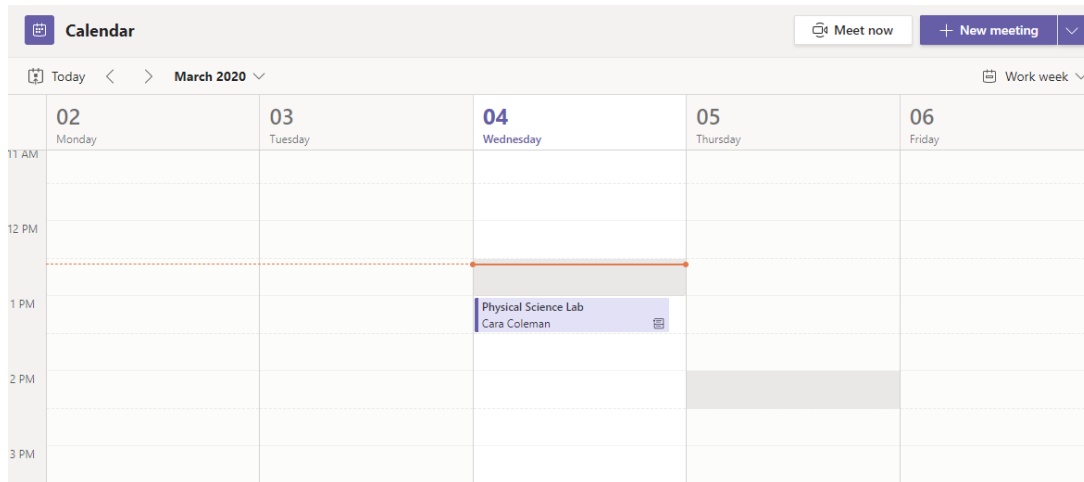 Calendar
Meet now
New meeting
Today
March 2020
Work week
02
Monday
03
Tuesday
04
Wednesday
05
Thursday
06
Friday
11 AM
12 PM
1 PM
Physical Science Lab
Cara Coleman
2 PM
3 PM